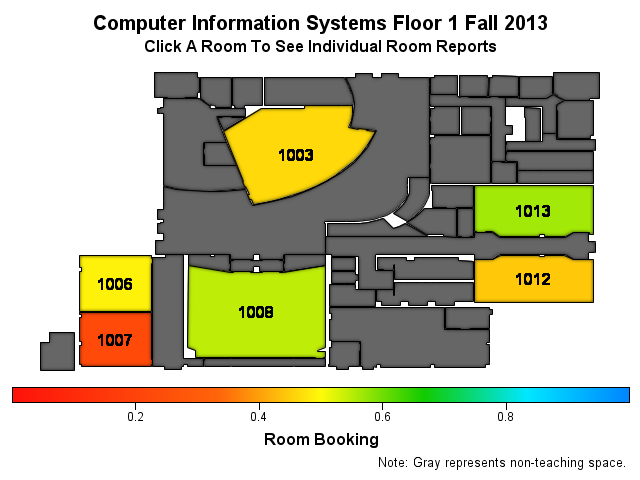 Computer Information Systems Floor 1 Fall 2013
Click A Room To See Individual Room Reports
1003
1013
1006
1012
1008
1007
0.2 0.4 0.6 0.8
Room Booking
Note: Gray represents non-teaching space.